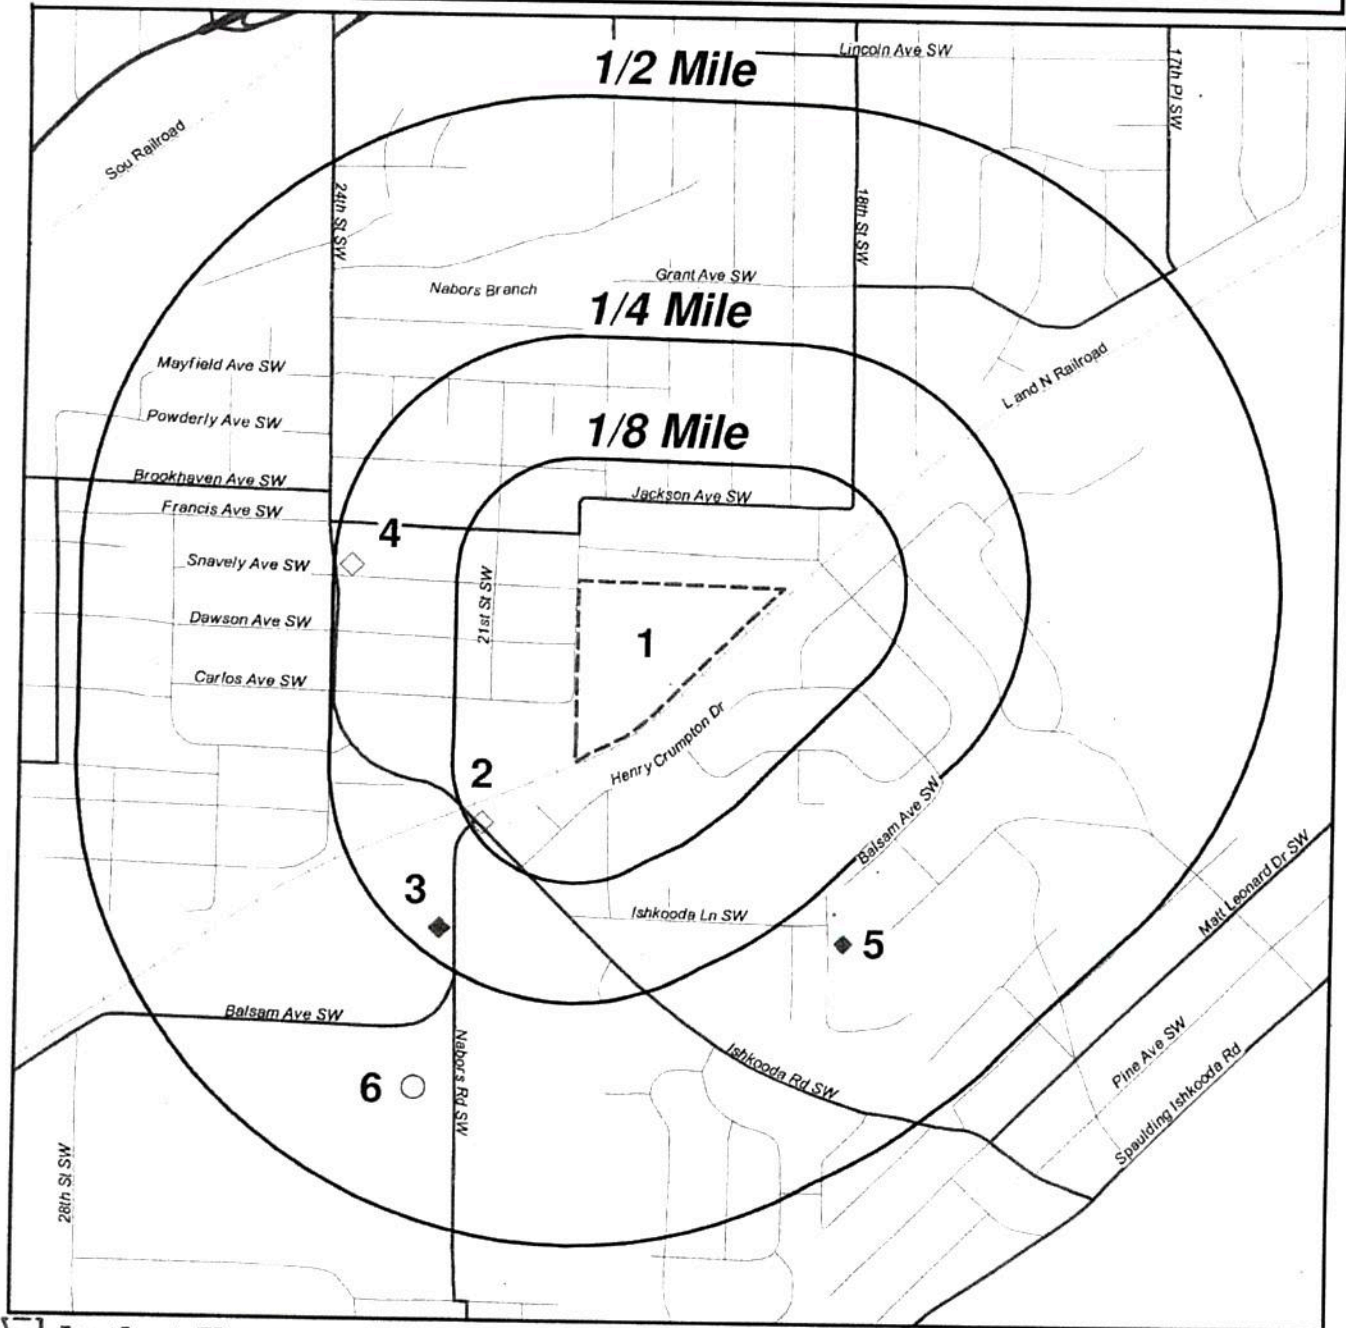 Lincoln Ave SW
1/2 Mile
17th Pl SW
Sou Railroad
24th St SW
18th St SW
Grant Ave SW
Nabors Branch
1/4 Mile
Mayfield Ave SW
L and N Railroad
Powderly Ave SW
1/8 Mile
Brookhaven Ave SW
Jackson Ave SW
Francis Ave SW
4
Snavely Ave SW
21st St SW
Dawson Ave SW
1
Carlos Ave SW
Henry Crumpton Dr
2
Balsam Ave SW
3
Ishkooda Ln SW
Matt Leonard Dr SW
5
Balsam Ave SW
Nabors Rd SW
Ishkooda Rd SW
Pine Ave SW
6
Spaulding Ishkooda Rd
28th St SW